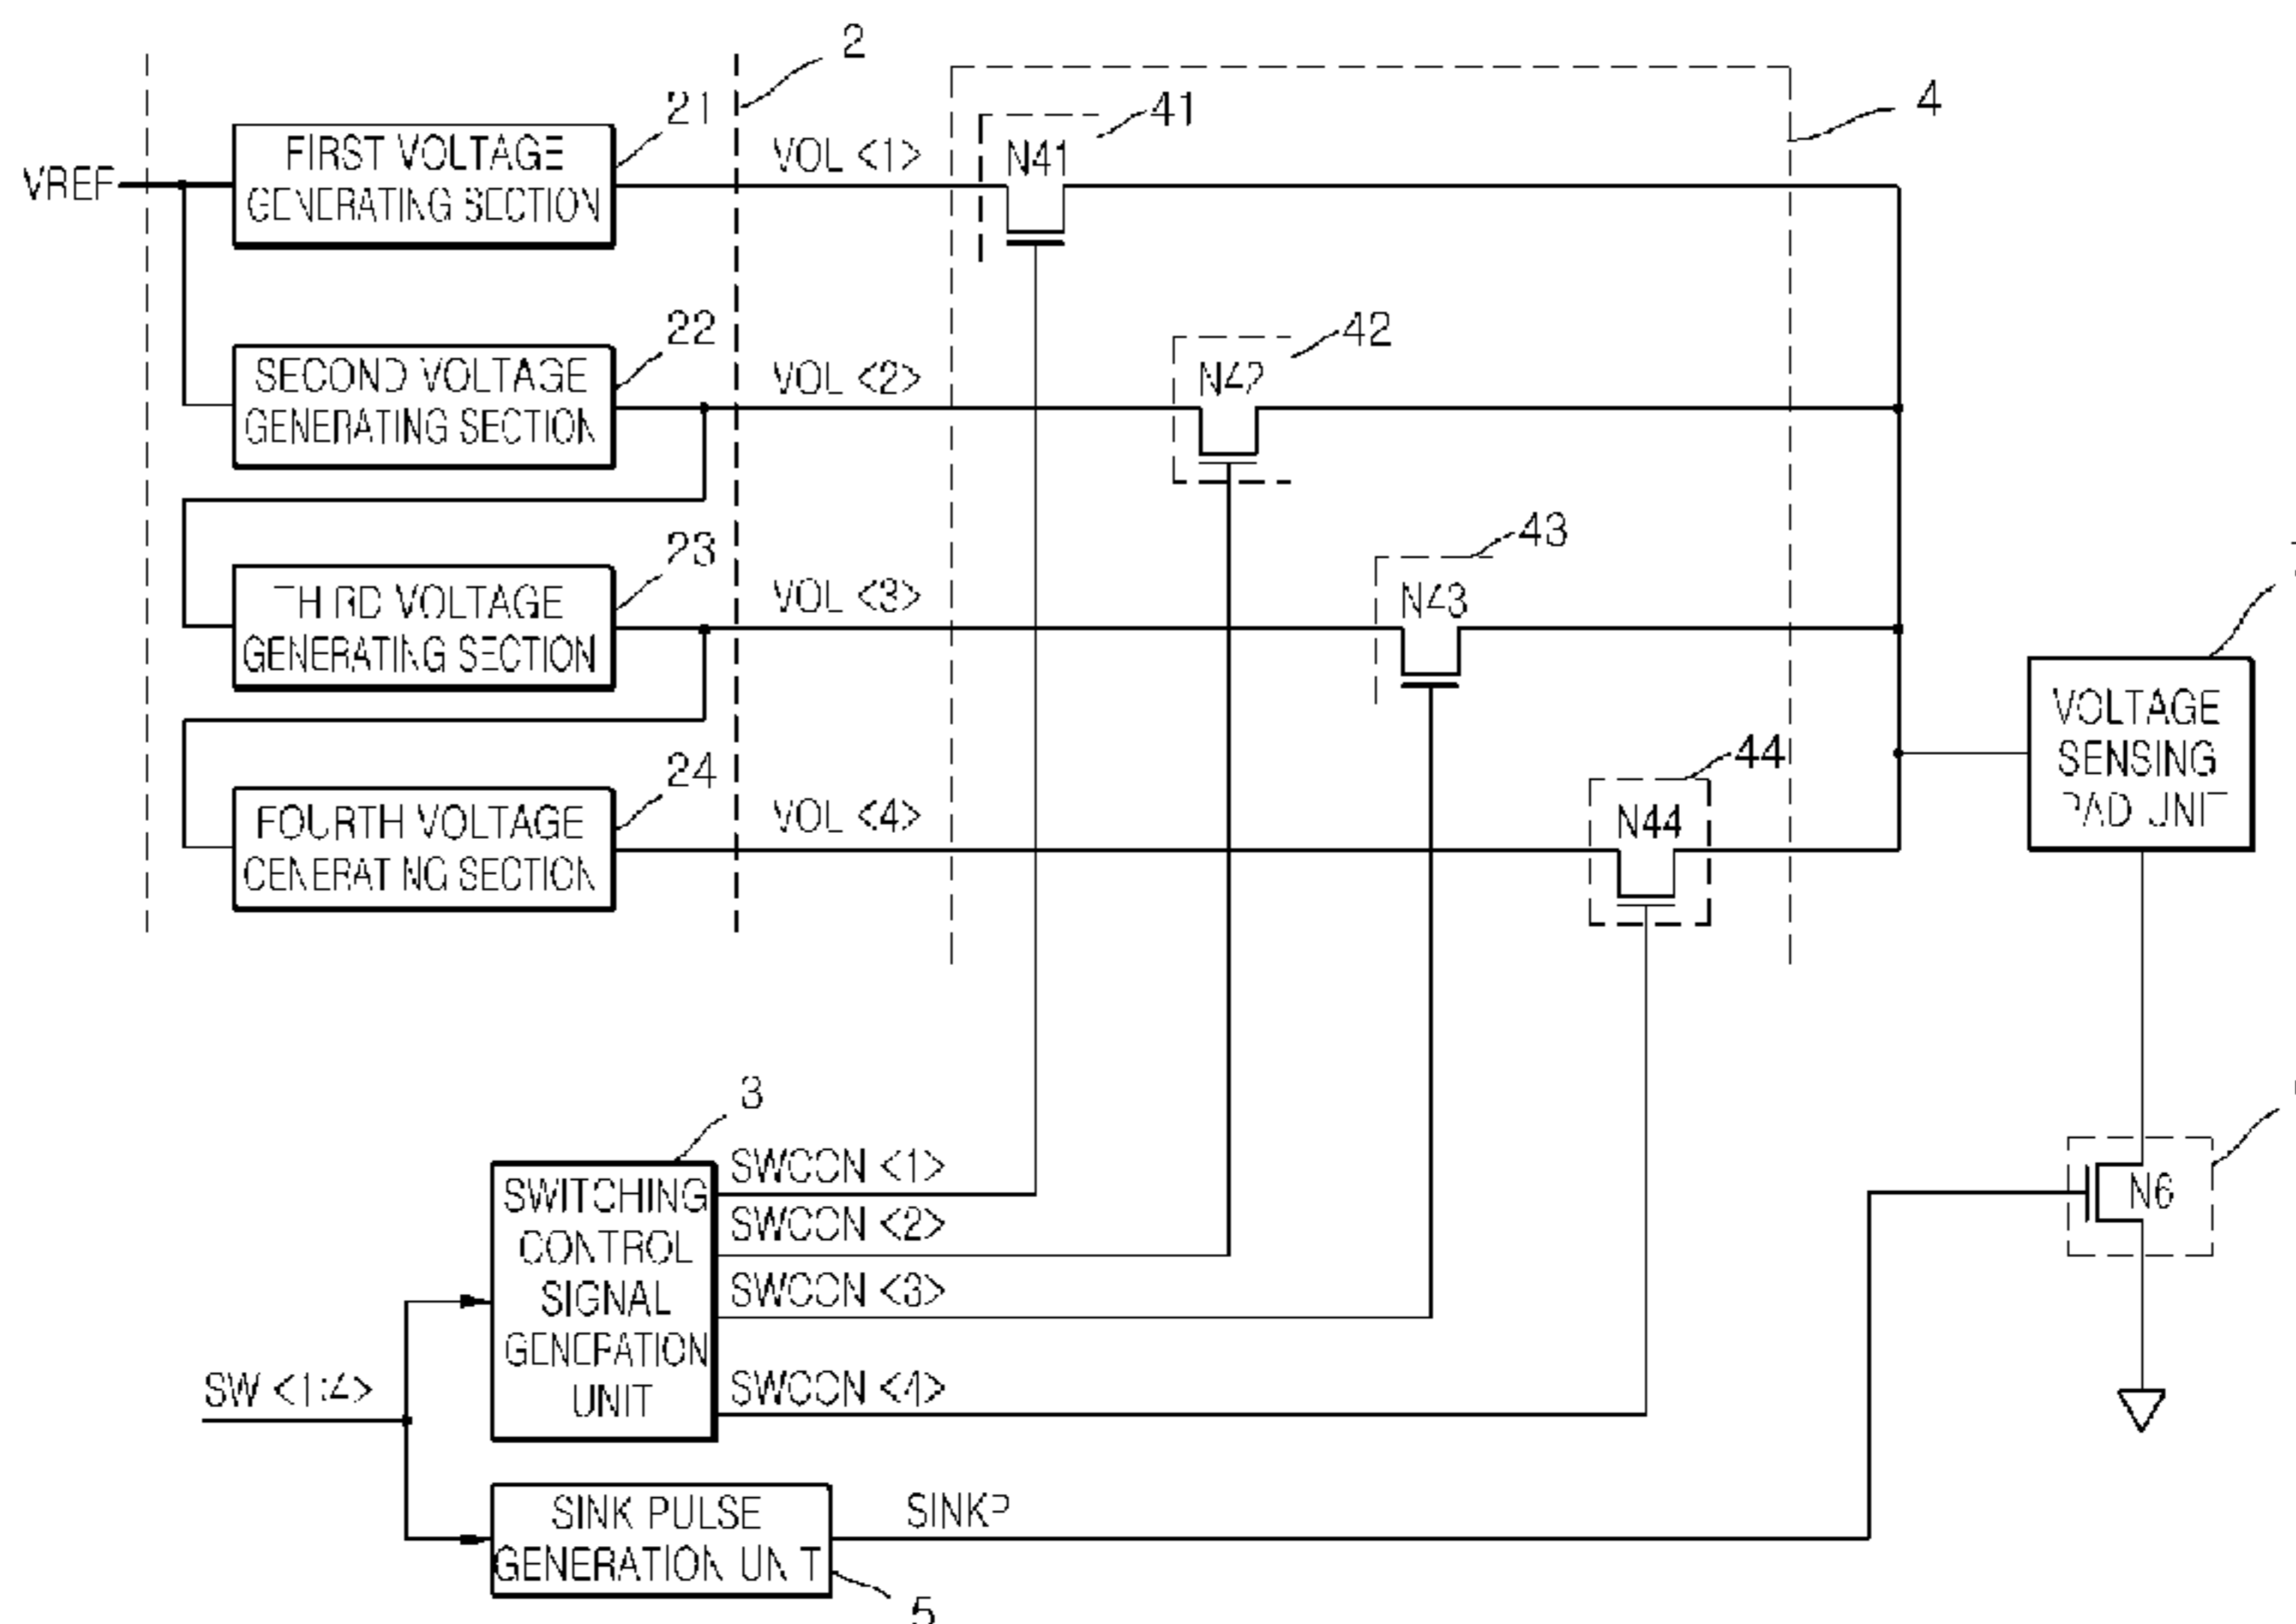 2
4
21
41
VREF
FIRST VOLTAGE
GENERATING SECTION
VOL <1>
N41
22
42
SECOND VOLTAGE
GENERATING SECTION
VOL <2>
N42
23
43
THIRD VOLTAGE
GENERATING SECTION
VOL <3>
N43
24
44
FOURTH VOLTAGE
GENERATING SECTION
VOL <4>
N44
VOLTAGE
SENSING
PAD UNIT
3
SWITCHING
CONTROL
SIGNAL
GENERATION
UNIT
SWCON <1>
SWCON <2>
SWCON <3>
SWCON <4>
N6
SW <1:4>
SINK PULSE
GENERATION UNIT
SINKP
5